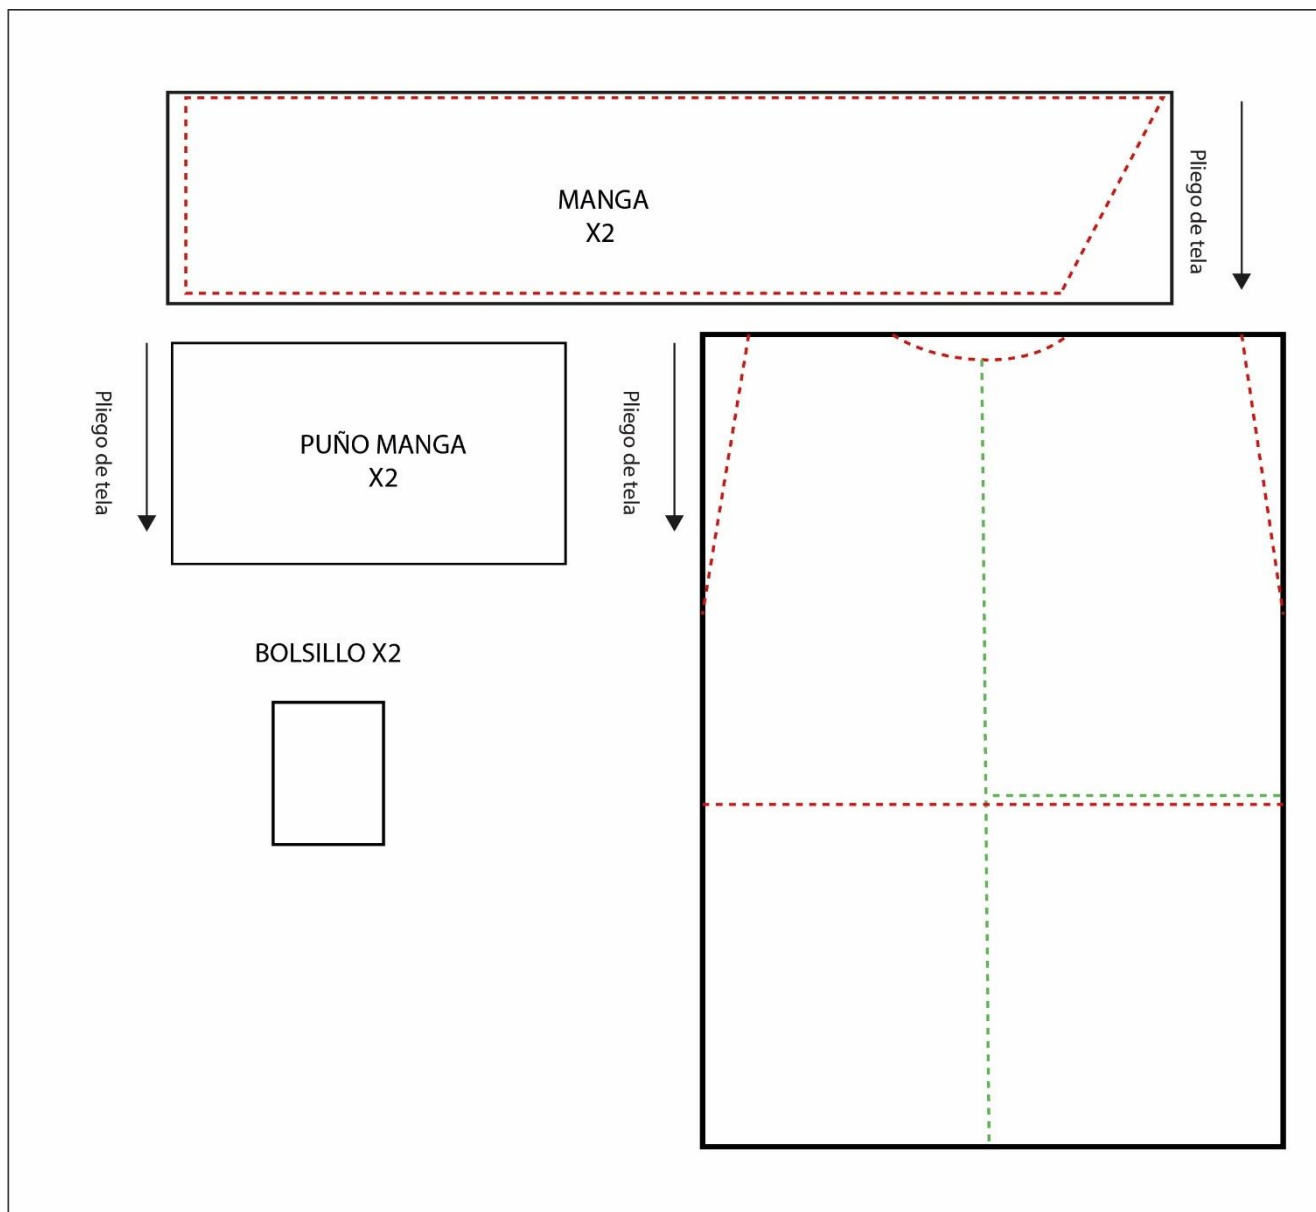 MANGA
X2
Pliego de tela
Pliego de tela
PUÑO MANGA
X2
Pliego de tela
BOLSILLO X2